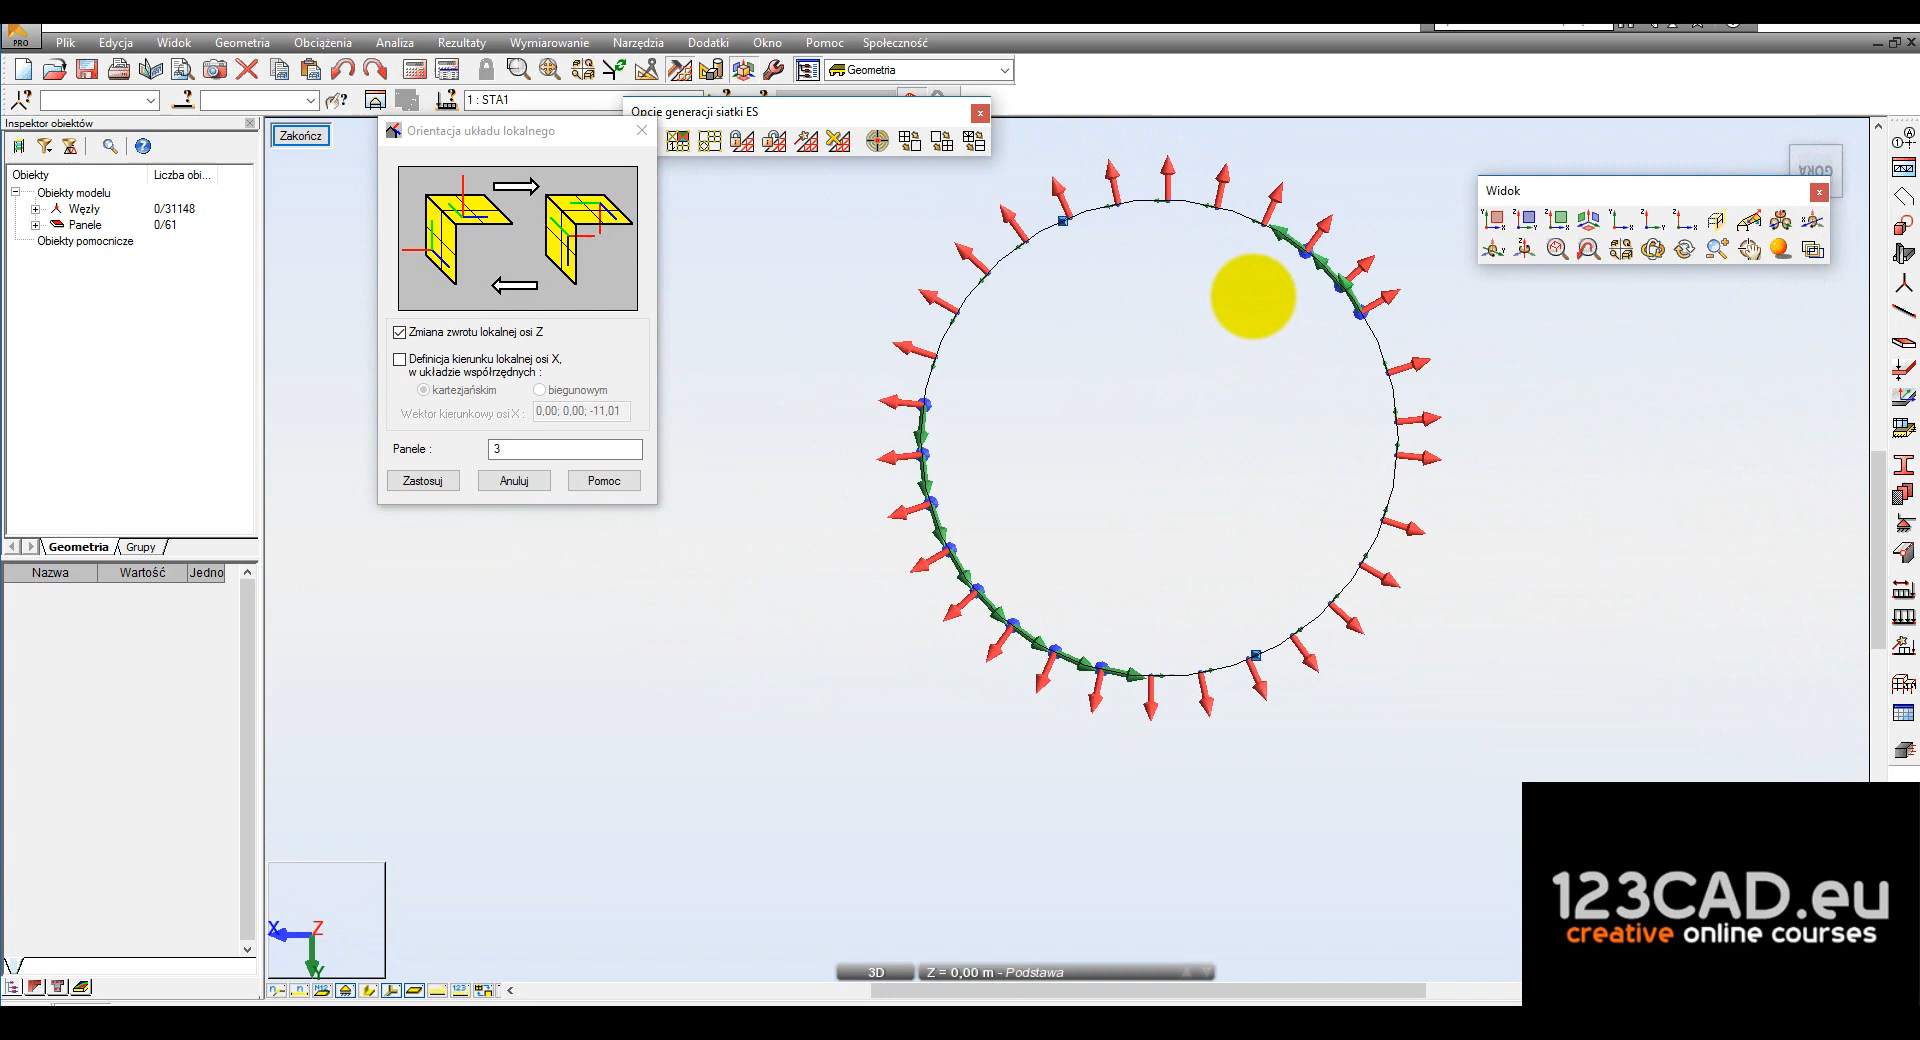 PRO
Plik Edycja Widok Geometria Obciążenia Analiza Rezultaty Wymiarowanie Narzędzia Dodatki Okno Pomoc Społeczność
Geometria
1 : STA1
Inspektor obiektów
Zakończ
Orientacja układu lokalnego
Opcje generacji siatki ES
Obiekty Liczba obi...
Obiekty modelu
Węzły 0/31148
Panele 0/61
Obiekty pomocnicze
GÓRA
Widok
Zmiana zwrotu lokalnej osi Z
Definicja kierunku lokalnej osi X,
w układzie współrzędnych :
kartezjańskim biegunowym
Wektor kierunkowy osi X : 0,00; 0,00; -11,01
Panele : 3
Zastosuj Anuluj Pomoc
Geometria Grupy
Nazwa Wartość Jedno
X Z
Y
3D Z = 0,00 m - Podstawa
123CAD.eu
creative online courses